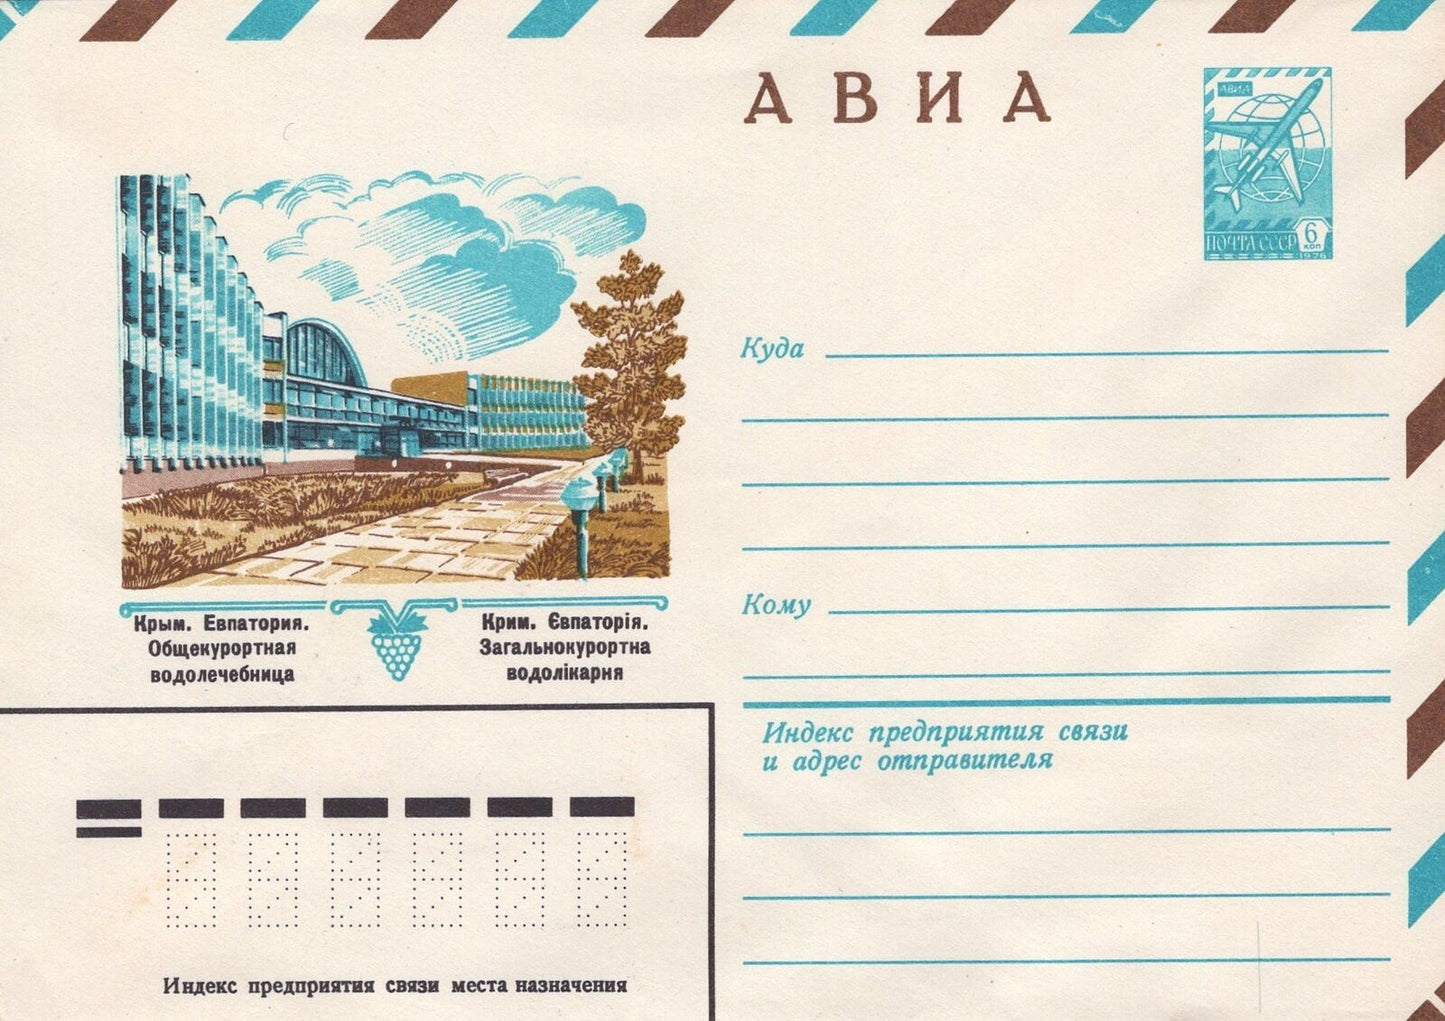 АВИА
АВИА
ПОЧТА СССР
6
КОП
1976
Крым. Евпатория.
Общекурортная
водолечебница
Крим. Євпаторія.
Загальнокурортна
водолікарня
Куда
Кому
Индекс предприятия связи
и адрес отправителя
Индекс предприятия связи места назначения